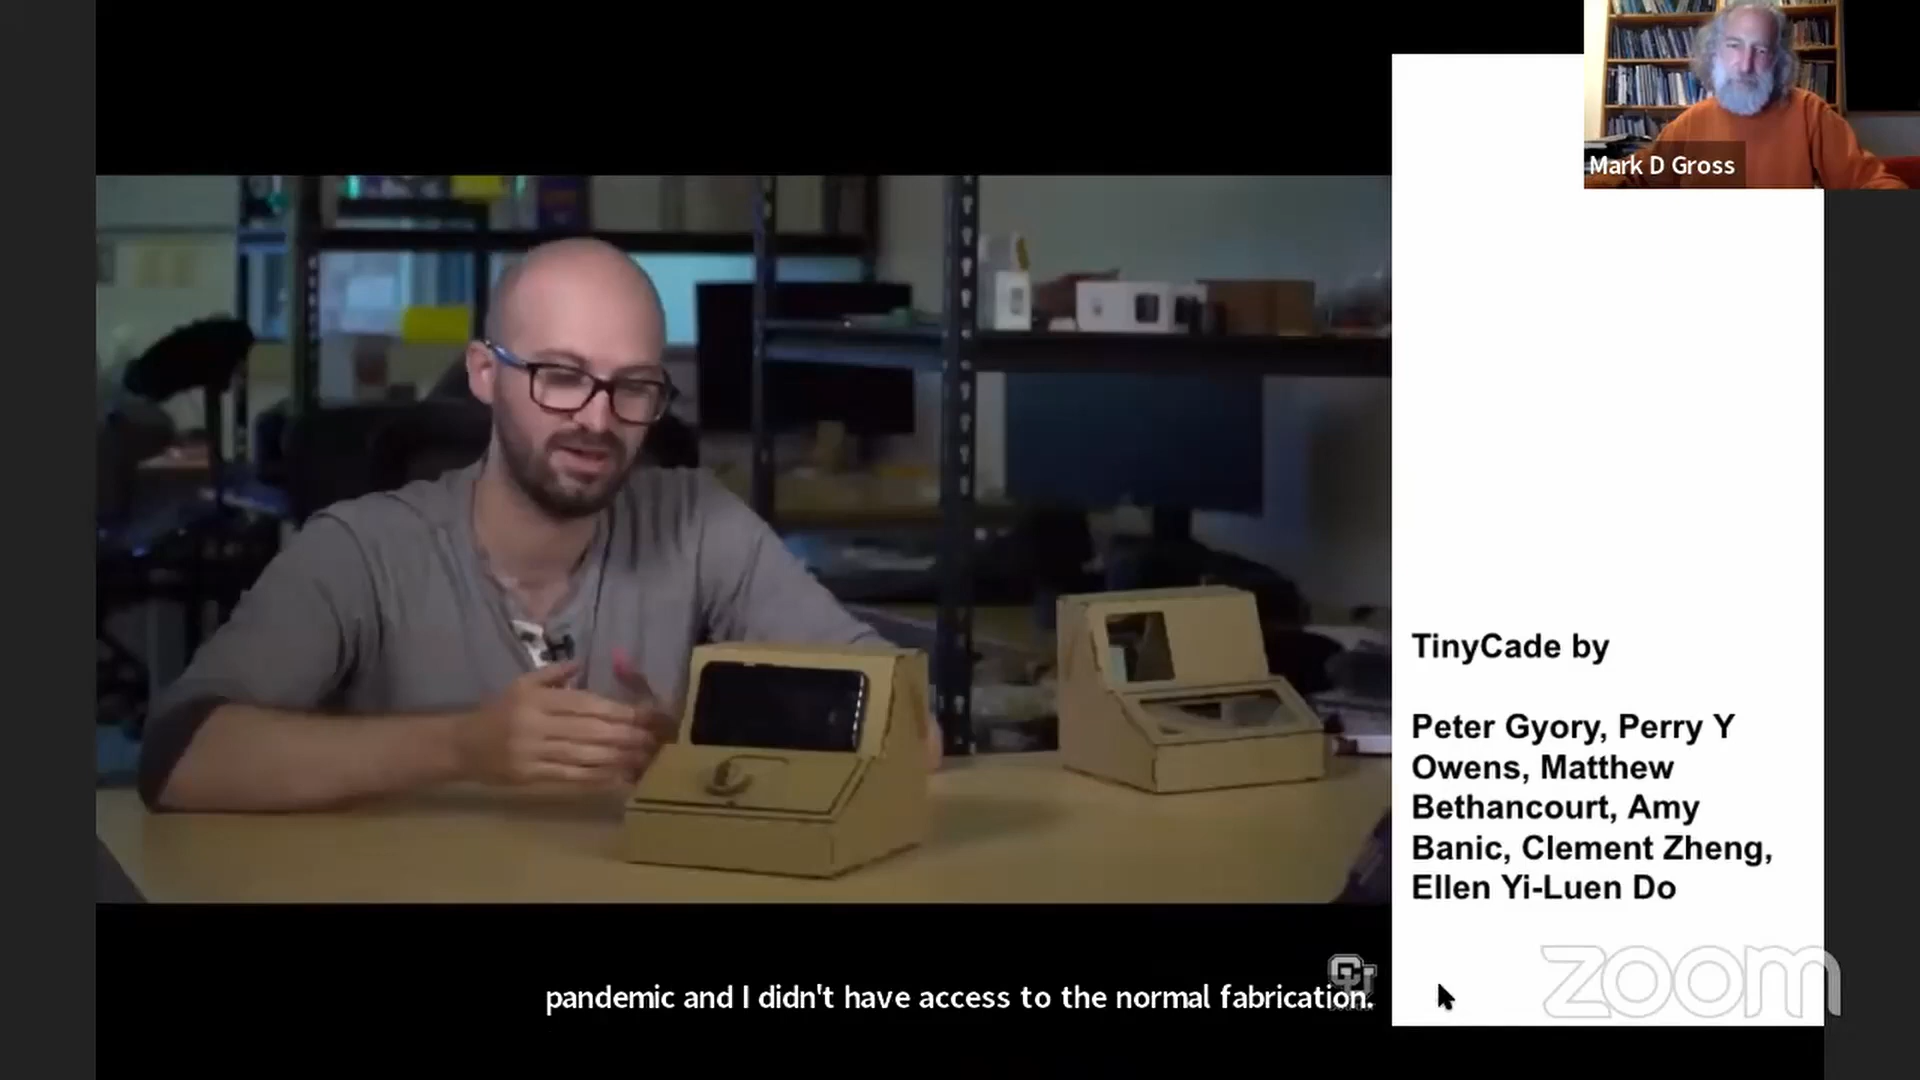 Mark D Gross
TinyCade by
Peter Gyory, Perry Y
Owens, Matthew
Bethancourt, Amy
Banic, Clement Zheng,
Ellen Yi-Luen Do
pandemic and I didn't have access to the normal fabrication.
zoom